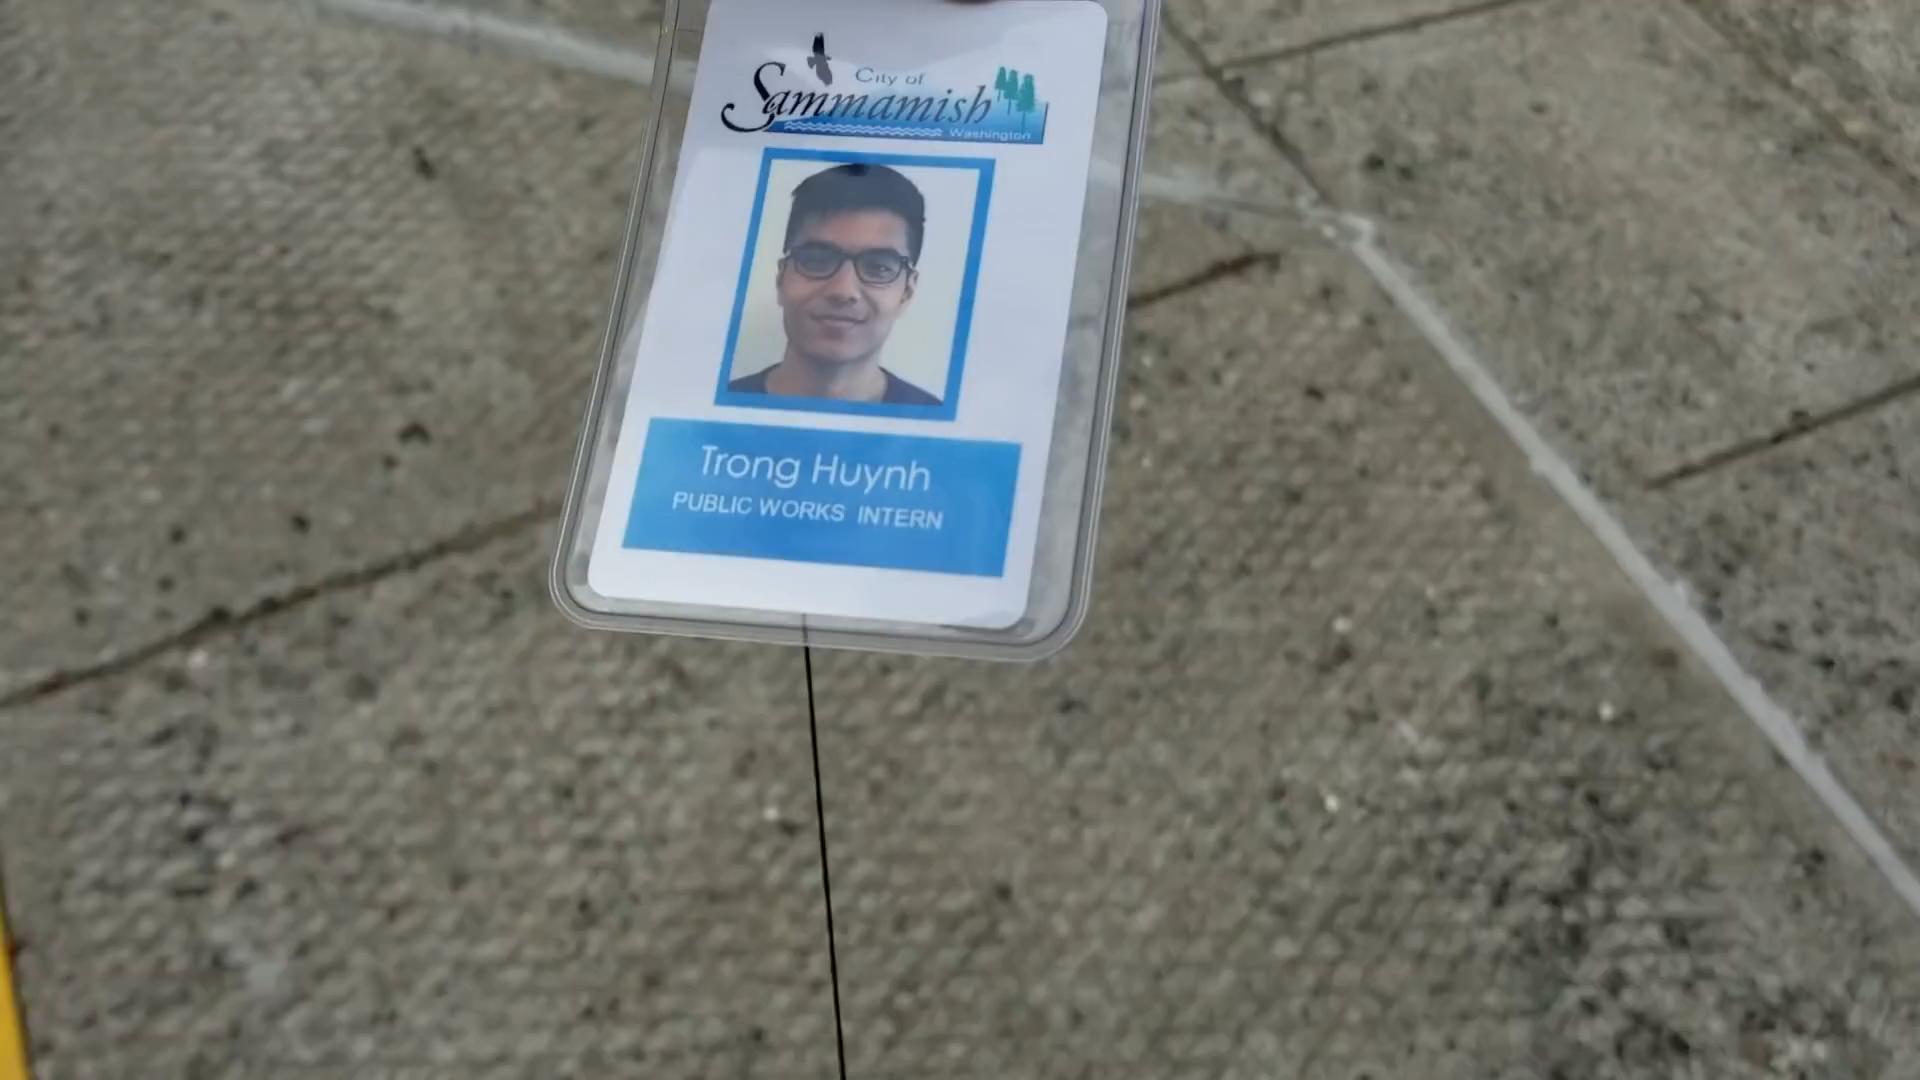 City of
Sammamish
Washington
Trong Huynh
PUBLIC WORKS INTERN